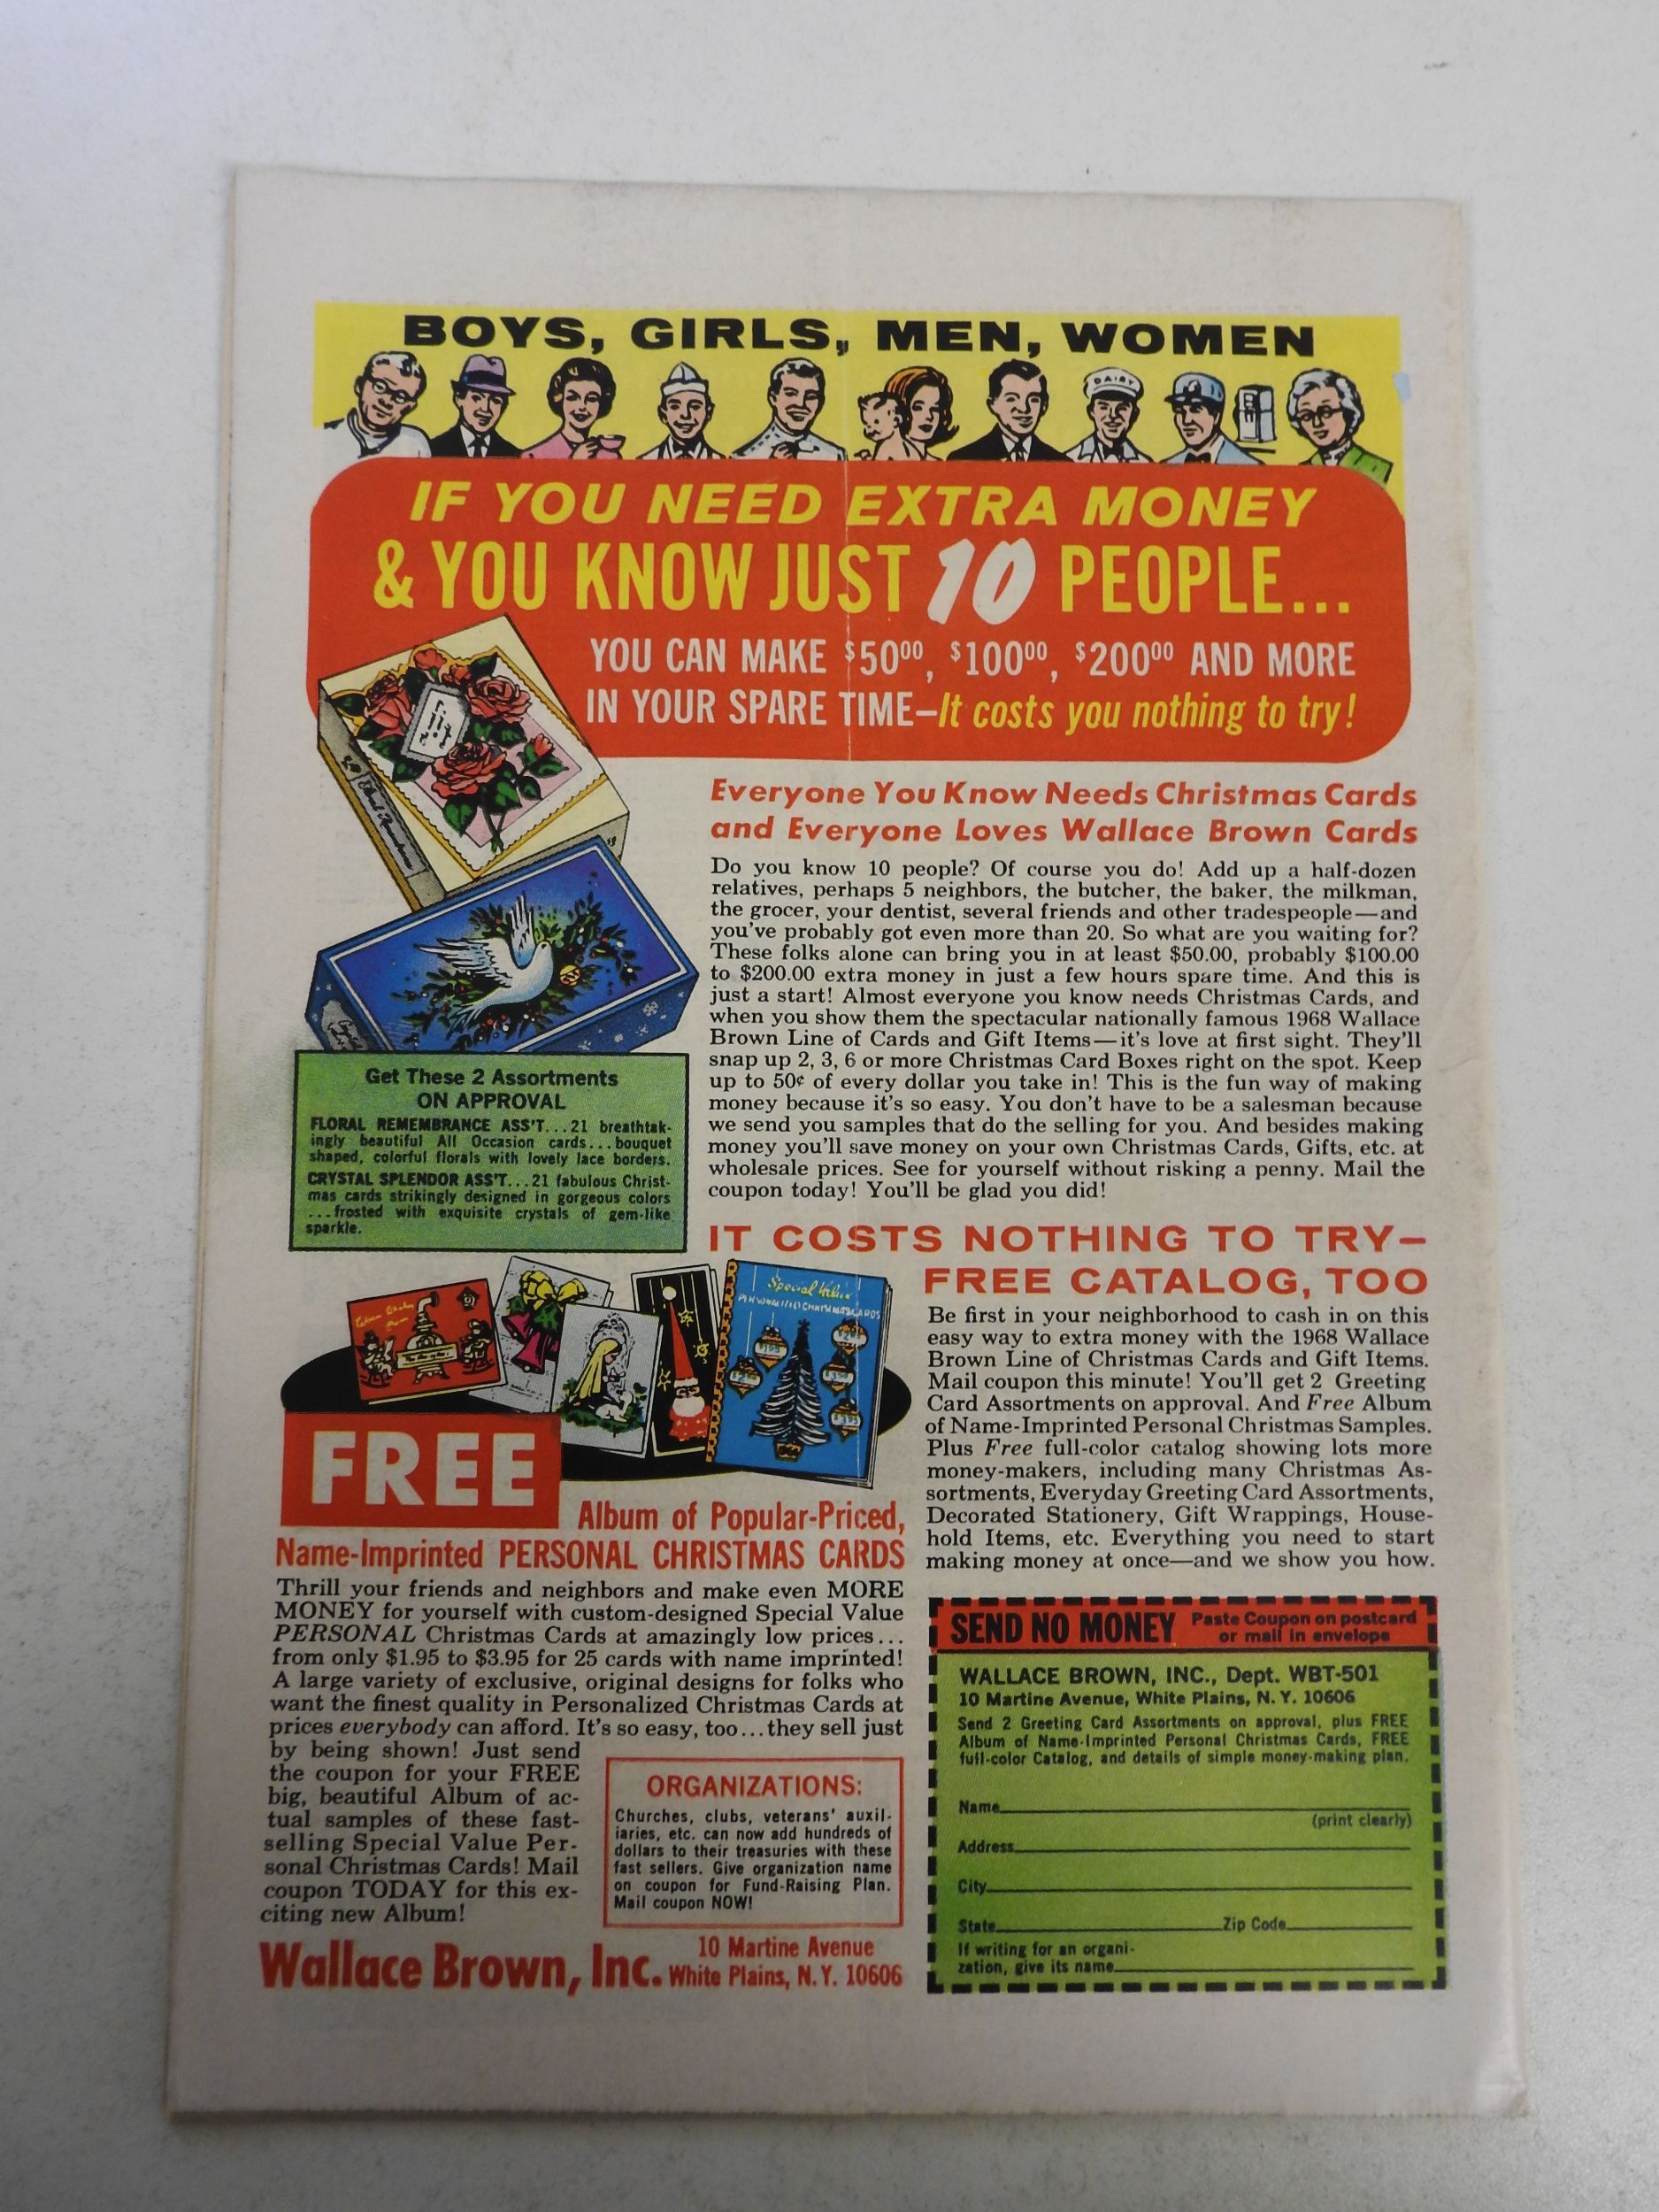 BOYS, GIRLS, MEN, WOMEN
DAIRY
IF YOU NEED EXTRA MONEY
& YOU KNOW JUST 10 PEOPLE...
YOU CAN MAKE $50.00, $100.00, $200.00 AND MORE
IN YOUR SPARE TIME—It costs you nothing to try!
Everyone You Know Needs Christmas Cards
and Everyone Loves Wallace Brown Cards
Do you know 10 people? Of course you do! Add up a half-dozen
relatives, perhaps 5 neighbors, the butcher, the baker, the milkman,
the grocer, your dentist, several friends and other tradespeople—and
you've probably got even more than 20. So what are you waiting for?
These folks alone can bring you in at least $50.00, probably $100.00
to $200.00 extra money in just a few hours spare time. And this is
just a start! Almost everyone you know needs Christmas Cards, and
when you show them the spectacular nationally famous 1968 Wallace
Brown Line of Cards and Gift Items—it's love at first sight. They'll
snap up 2, 3, 6 or more Christmas Card Boxes right on the spot. Keep
up to 50¢ of every dollar you take in! This is the fun way of making
money because it's so easy. You don't have to be a salesman because
we send you samples that do the selling for you. And besides making
money you'll save money on your own Christmas Cards, Gifts, etc. at
wholesale prices. See for yourself without risking a penny. Mail the
coupon today! You'll be glad you did!
Get These 2 Assortments
ON APPROVAL
FLORAL REMEMBRANCE ASS'T...21 breathtak-
ingly beautiful All Occasion cards...bouquet
shaped, colorful florals with lovely lace borders.
CRYSTAL SPLENDOR ASS'T...21 fabulous Christ-
mas cards strikingly designed in gorgeous colors
...frosted with exquisite crystals of gem-like
sparkle.
IT COSTS NOTHING TO TRY—
FREE CATALOG, TOO
Be first in your neighborhood to cash in on this
easy way to extra money with the 1968 Wallace
Brown Line of Christmas Cards and Gift Items.
Mail coupon this minute! You'll get 2 Greeting
Card Assortments on approval. And Free Album
of Name-Imprinted Personal Christmas Samples.
Plus Free full-color catalog showing lots more
money-makers, including many Christmas As-
sortments, Everyday Greeting Card Assortments,
Decorated Stationery, Gift Wrappings, House-
hold Items, etc. Everything you need to start
making money at once—and we show you how.
Special Value
PERSONALIZED CHRISTMAS CARDS
FREE
Album of Popular-Priced,
Name-Imprinted PERSONAL CHRISTMAS CARDS
Thrill your friends and neighbors and make even MORE
MONEY for yourself with custom-designed Special Value
PERSONAL Christmas Cards at amazingly low prices...
from only $1.95 to $3.95 for 25 cards with name imprinted!
A large variety of exclusive, original designs for folks who
want the finest quality in Personalized Christmas Cards at
prices everybody can afford. It's so easy, too...they sell just
by being shown! Just send
the coupon for your FREE
big, beautiful Album of ac-
tual samples of these fast-
selling Special Value Per-
sonal Christmas Cards! Mail
coupon TODAY for this ex-
citing new Album!
ORGANIZATIONS:
Churches, clubs, veterans' auxil-
iaries, etc. can now add hundreds of
dollars to their treasuries with these
fast sellers. Give organization name
on coupon for Fund-Raising Plan.
Mail coupon NOW!
Wallace Brown, Inc. 10 Martine Avenue
White Plains, N.Y. 10606
SEND NO MONEY Paste Coupon on postcard
or mail in envelope
WALLACE BROWN, INC., Dept. WBT-501
10 Martine Avenue, White Plains, N. Y. 10606
Send 2 Greeting Card Assortments on approval, plus FREE
Album of Name-Imprinted Personal Christmas Cards, FREE
full-color Catalog, and details of simple money-making plan.
Name
(print clearly)
Address
City
State Zip Code
If writing for an organi-
zation, give its name